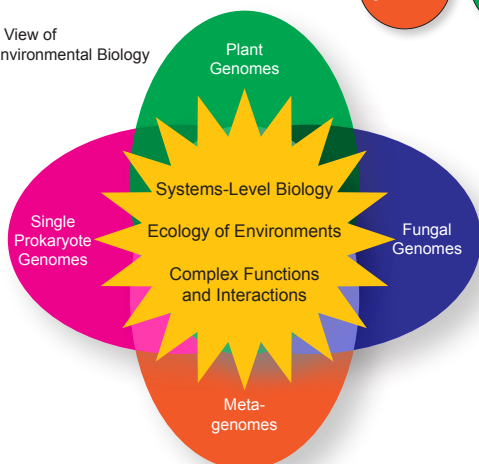 View of
nvironmental Biology
Plant
Genomes
Systems-Level Biology
Ecology of Environments
Complex Functions
and Interactions
Single
Prokaryote
Genomes
Fungal
Genomes
Meta-
genomes